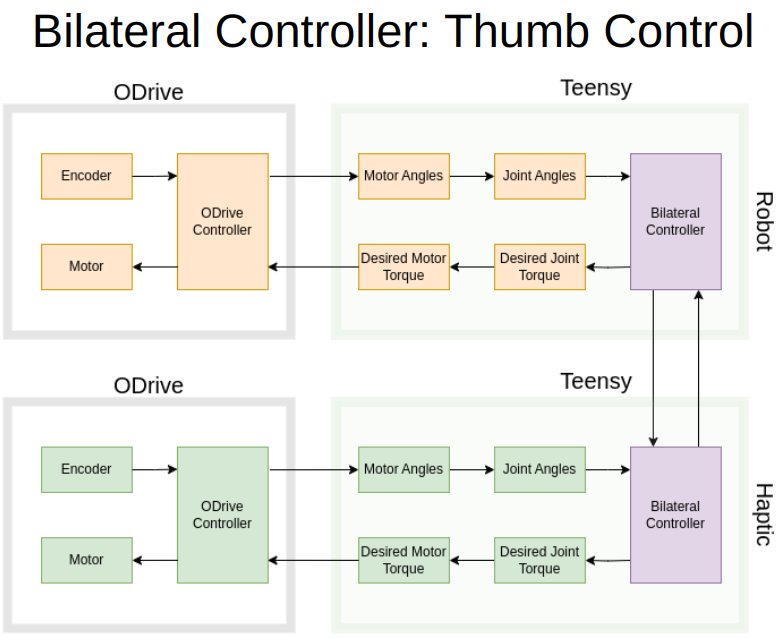 Bilateral Controller: Thumb Control
ODrive
Teensy
Encoder
ODrive
Controller
Motor Angles
Joint Angles
Bilateral
Controller
Motor
Desired Motor
Torque
Desired Joint
Torque
Robot
ODrive
Teensy
Encoder
ODrive
Controller
Motor Angles
Joint Angles
Bilateral
Controller
Motor
Desired Motor
Torque
Desired Joint
Torque
Haptic